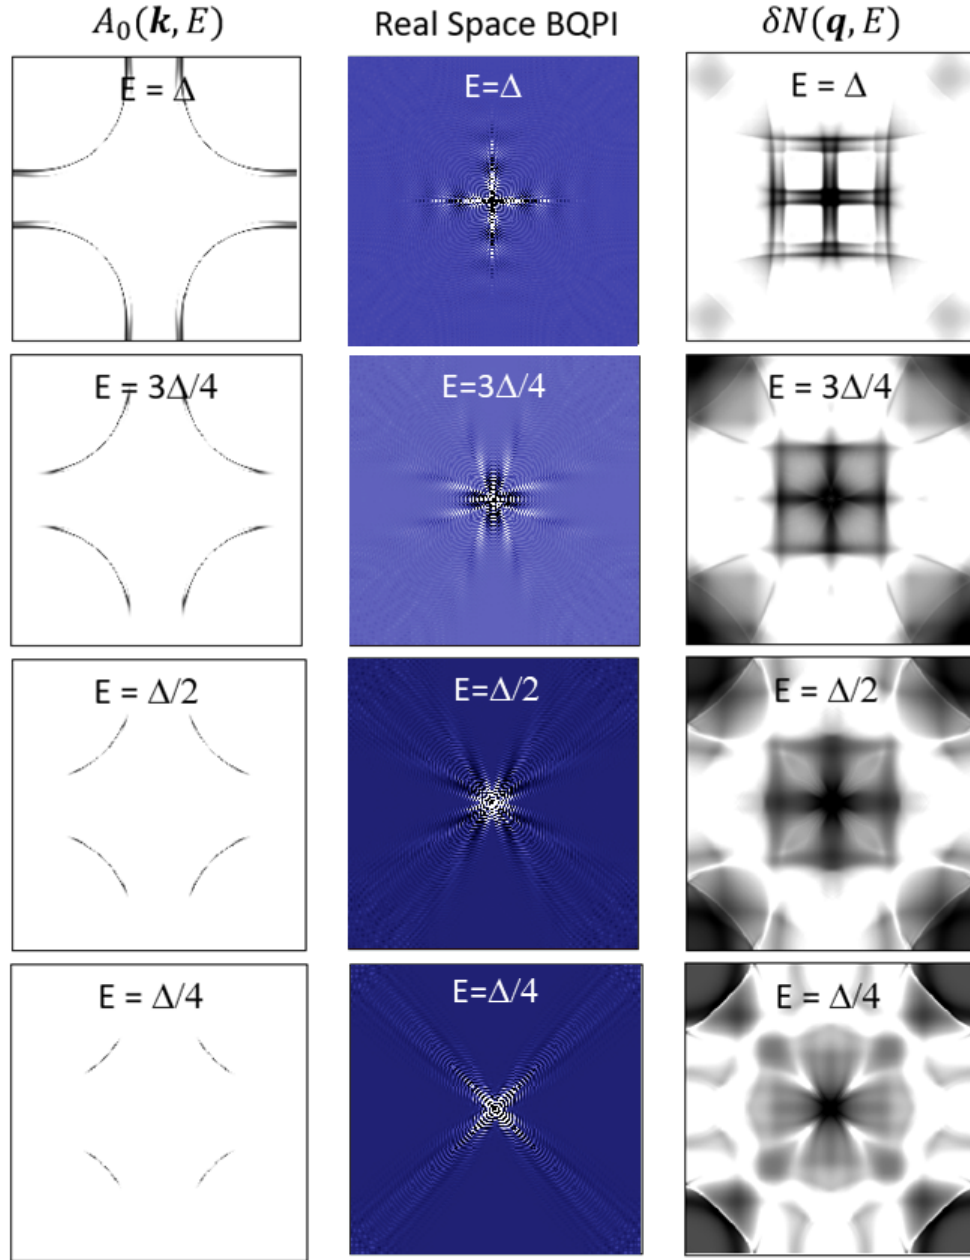 A₀(k, E) Real Space BQPI δN(q, E)
E = Δ E=Δ E = Δ
E = 3Δ/4 E=3Δ/4 E = 3Δ/4
E = Δ/2 E=Δ/2 E = Δ/2
E = Δ/4 E=Δ/4 E = Δ/4